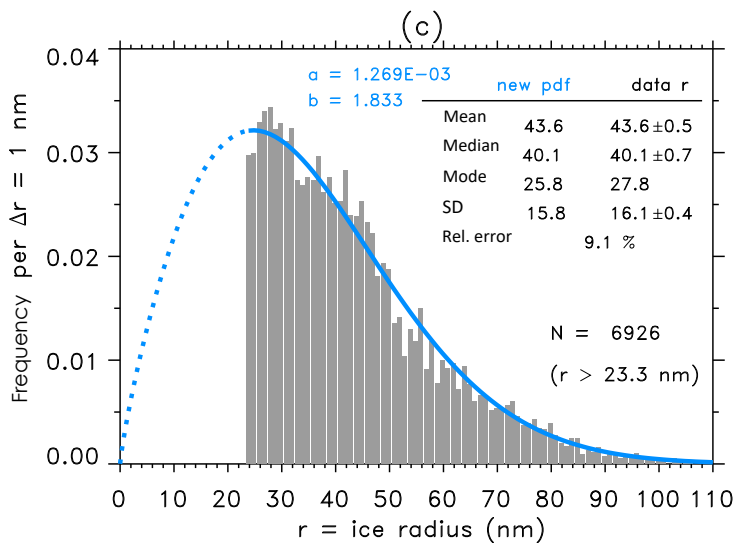 (c)
a = 1.269E−03
b = 1.833
new pdf data r
Mean 43.6 43.6±0.5
Median 40.1 40.1±0.7
Mode 25.8 27.8
SD 15.8 16.1±0.4
Rel. error 9.1 %
N = 6926
(r > 23.3 nm)
Frequency per Δr = 1 nm
0.04
0.03
0.02
0.01
0.00
0 10 20 30 40 50 60 70 80 90 100 110
r = ice radius (nm)